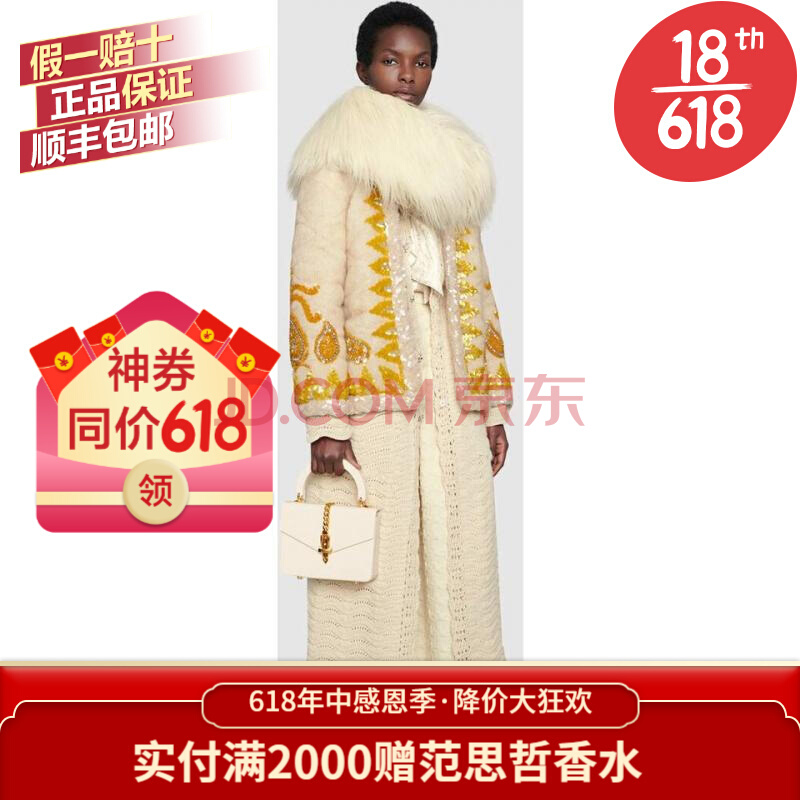 假一赔十
正品保证
顺丰包邮
18th
618
神券
同价618
领
JD.COM 京东
618年中感恩季·降价大狂欢
实付满2000赠范思哲香水